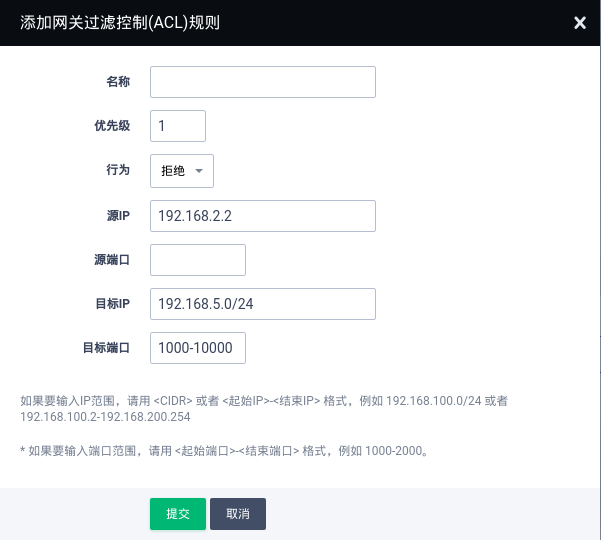 添加网关过滤控制(ACL)规则
名称
优先级 1
行为 拒绝
源IP 192.168.2.2
源端口
目标IP 192.168.5.0/24
目标端口 1000-10000
如果要输入IP范围，请用 <CIDR> 或者 <起始IP>-<结束IP> 格式，例如 192.168.100.0/24 或者
192.168.100.2-192.168.200.254
* 如果要输入端口范围，请用 <起始端口>-<结束端口> 格式，例如 1000-2000。
提交 取消